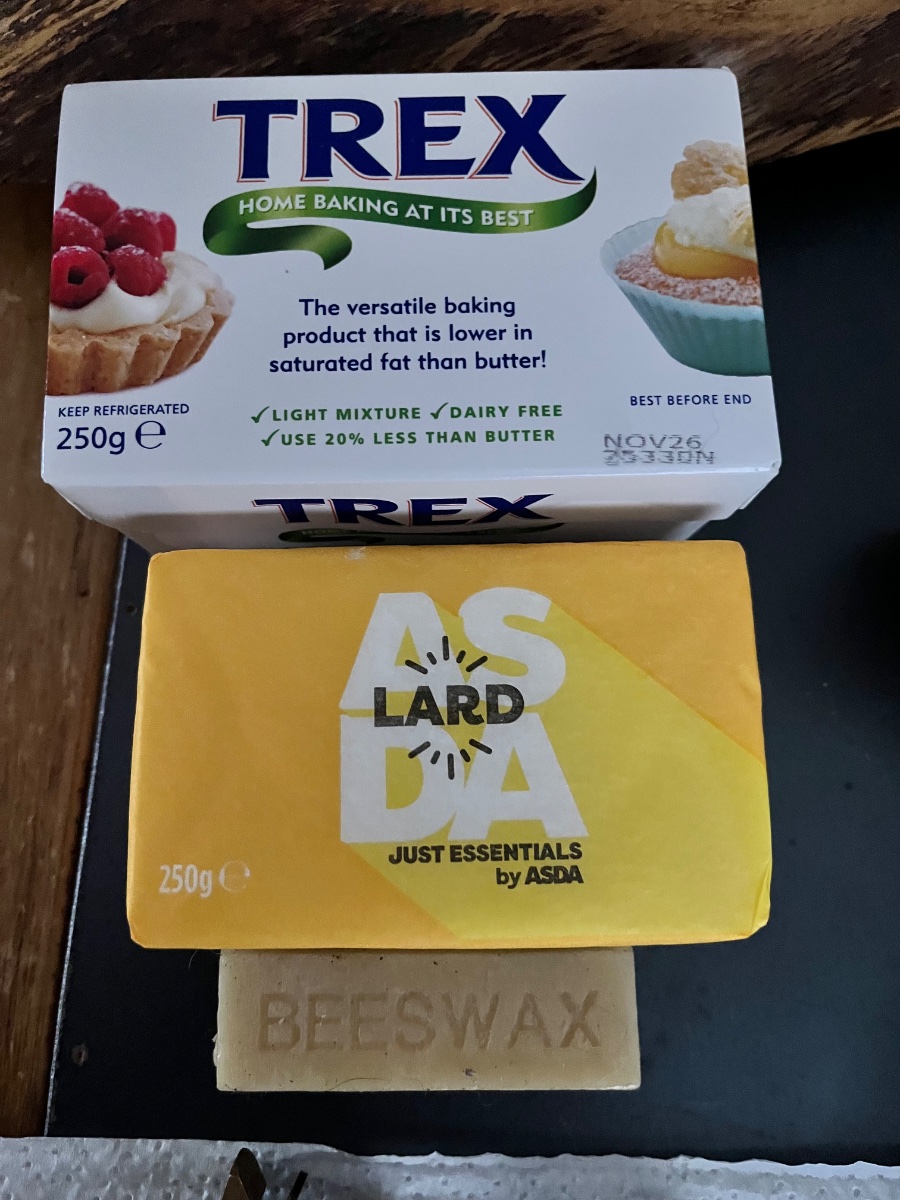 TREX
HOME BAKING AT ITS BEST
The versatile baking
product that is lower in
saturated fat than butter!
KEEP REFRIGERATED
250g ℮
✓LIGHT MIXTURE ✓DAIRY FREE
✓USE 20% LESS THAN BUTTER
BEST BEFORE END
NOV26
25330N
TREX
ASDA
LARD
JUST ESSENTIALS
by ASDA
250g ℮
BEESWAX